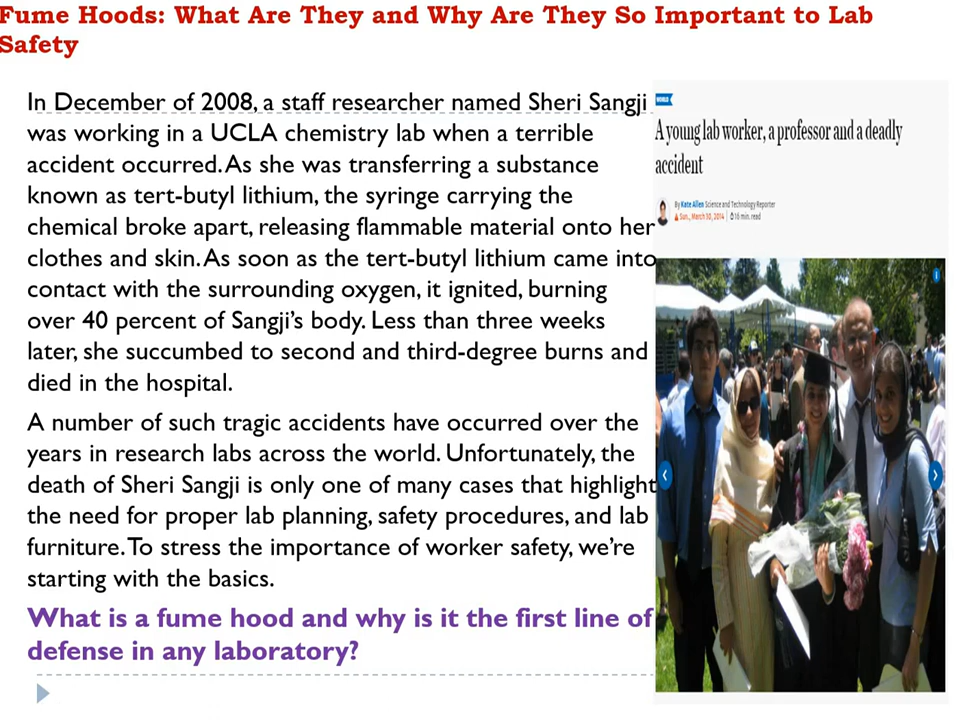 Fume Hoods: What Are They and Why Are They So Important to Lab
Safety
In December of 2008, a staff researcher named Sheri Sangji
was working in a UCLA chemistry lab when a terrible
accident occurred. As she was transferring a substance
known as tert-butyl lithium, the syringe carrying the
chemical broke apart, releasing flammable material onto her
clothes and skin. As soon as the tert-butyl lithium came into
contact with the surrounding oxygen, it ignited, burning
over 40 percent of Sangji's body. Less than three weeks
later, she succumbed to second and third-degree burns and
died in the hospital.
A number of such tragic accidents have occurred over the
years in research labs across the world. Unfortunately, the
death of Sheri Sangji is only one of many cases that highlight
the need for proper lab planning, safety procedures, and lab
furniture. To stress the importance of worker safety, we're
starting with the basics.
What is a fume hood and why is it the first line of
defense in any laboratory?
WORLD
A young lab worker, a professor and a deadly
accident
By Kate Allen Science and Technology Reporter
Sun., March 30, 2014 | 16 min. read